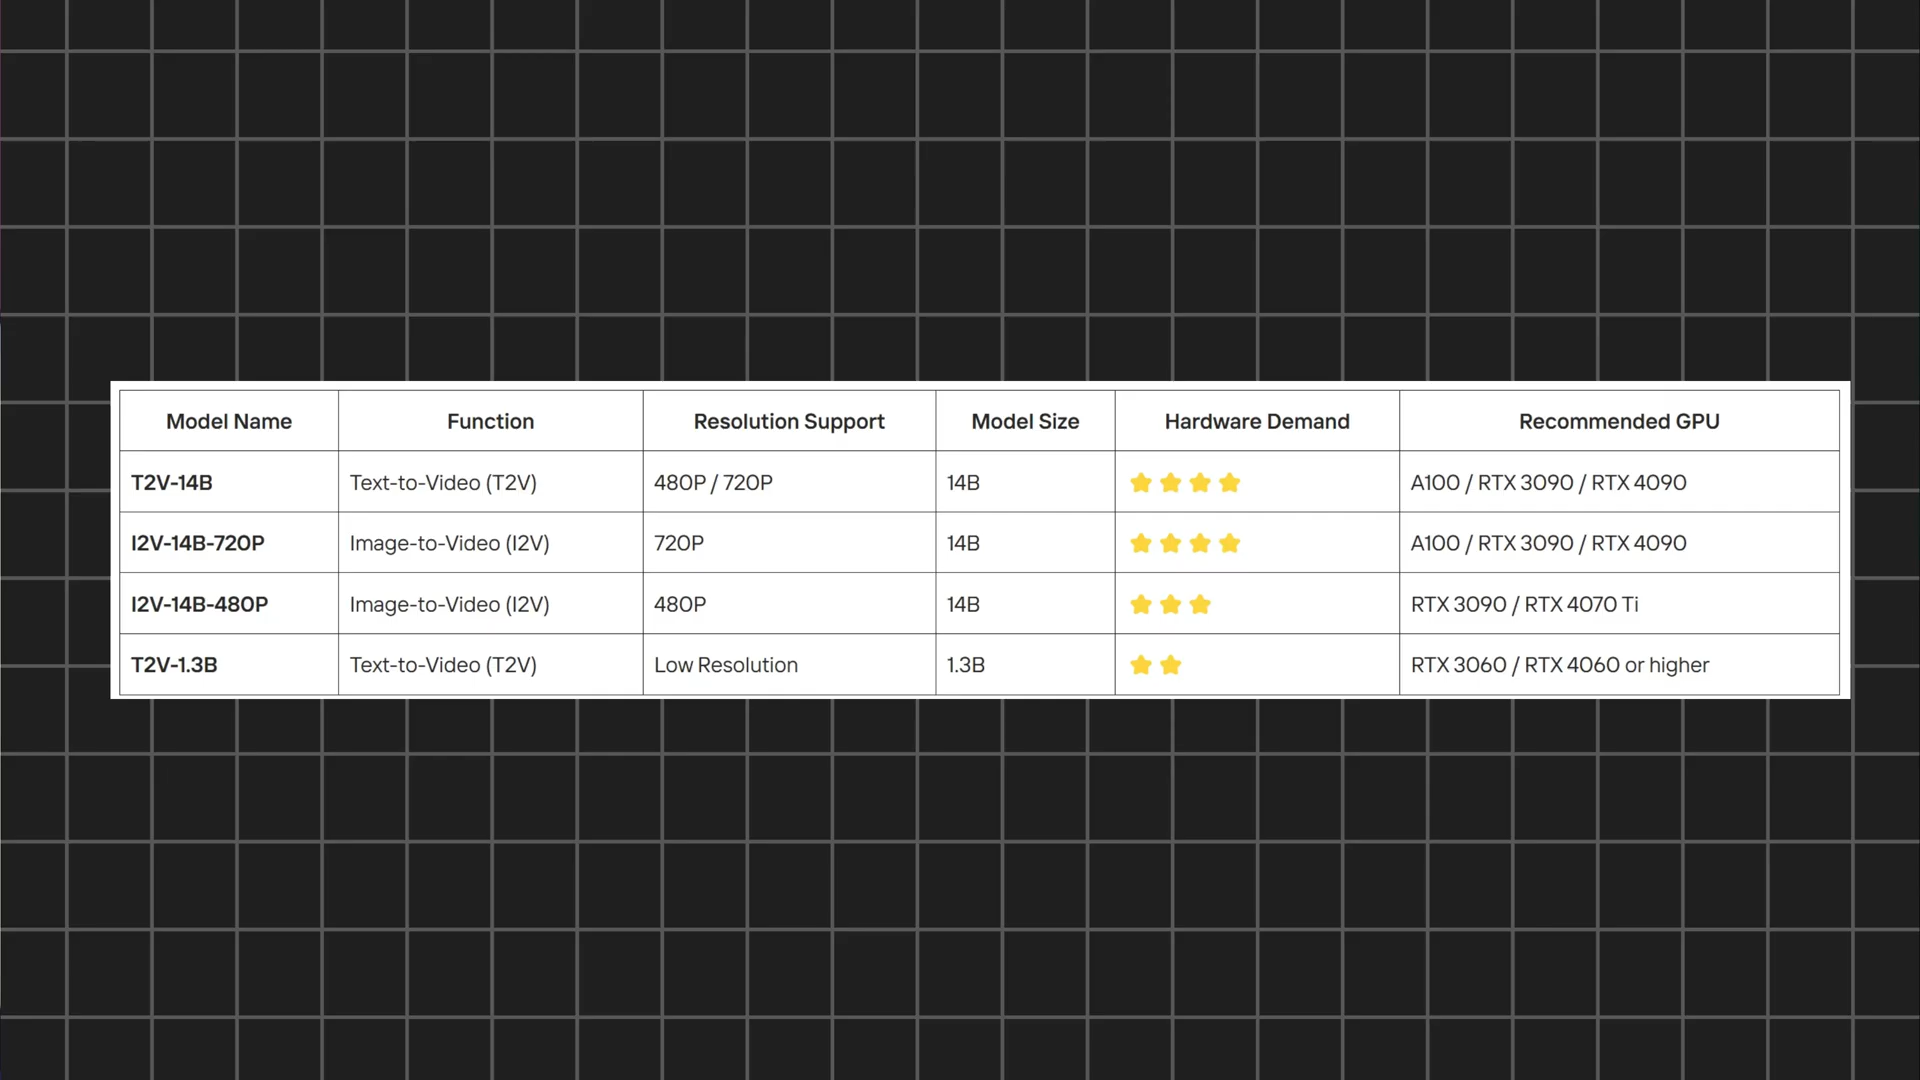 Model Name Function Resolution Support Model Size Hardware Demand Recommended GPU
T2V-14B Text-to-Video (T2V) 480P / 720P 14B A100 / RTX 3090 / RTX 4090
I2V-14B-720P Image-to-Video (I2V) 720P 14B A100 / RTX 3090 / RTX 4090
I2V-14B-480P Image-to-Video (I2V) 480P 14B RTX 3090 / RTX 4070 Ti
T2V-1.3B Text-to-Video (T2V) Low Resolution 1.3B RTX 3060 / RTX 4060 or higher